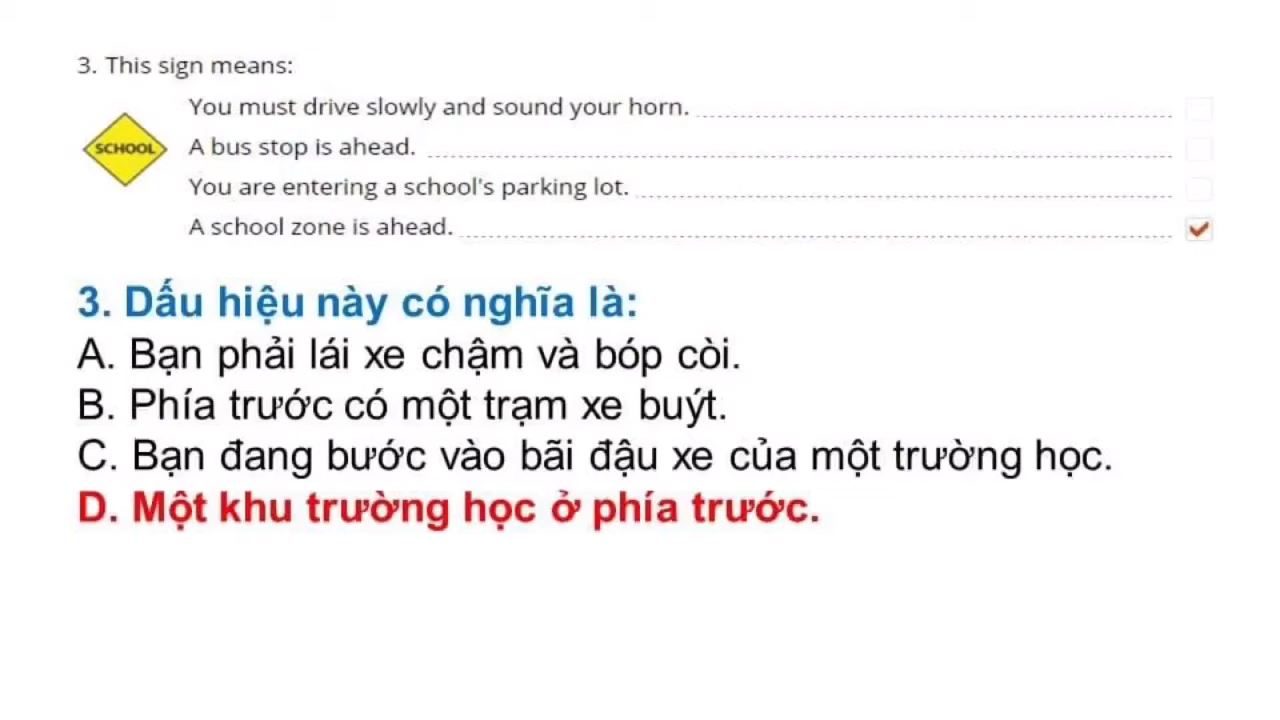 3. This sign means:
You must drive slowly and sound your horn.
SCHOOL
A bus stop is ahead.
You are entering a school's parking lot.
A school zone is ahead.
3. Dấu hiệu này có nghĩa là:
A. Bạn phải lái xe chậm và bóp còi.
B. Phía trước có một trạm xe buýt.
C. Bạn đang bước vào bãi đậu xe của một trường học.
D. Một khu trường học ở phía trước.